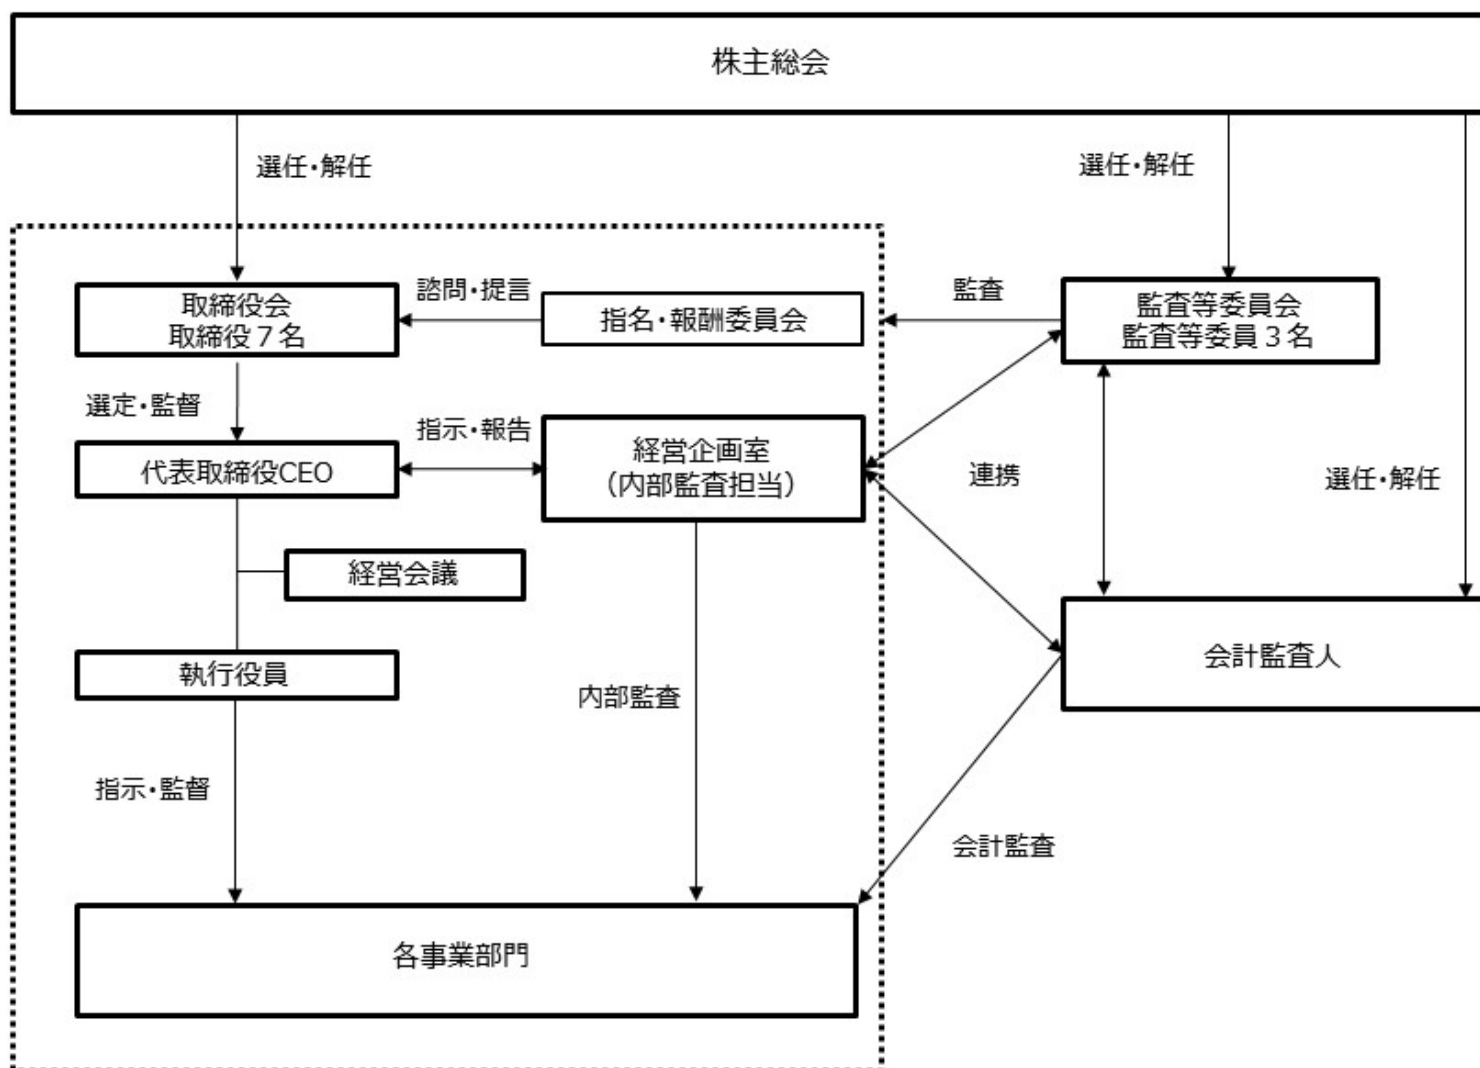 株主総会
選任・解任
選任・解任
取締役会
取締役７名
諮問・提言
指名・報酬委員会
監査
監査等委員会
監査等委員３名
選定・監督
代表取締役CEO
指示・報告
経営企画室
（内部監査担当）
連携
選任・解任
経営会議
執行役員
内部監査
会計監査人
指示・監督
会計監査
各事業部門